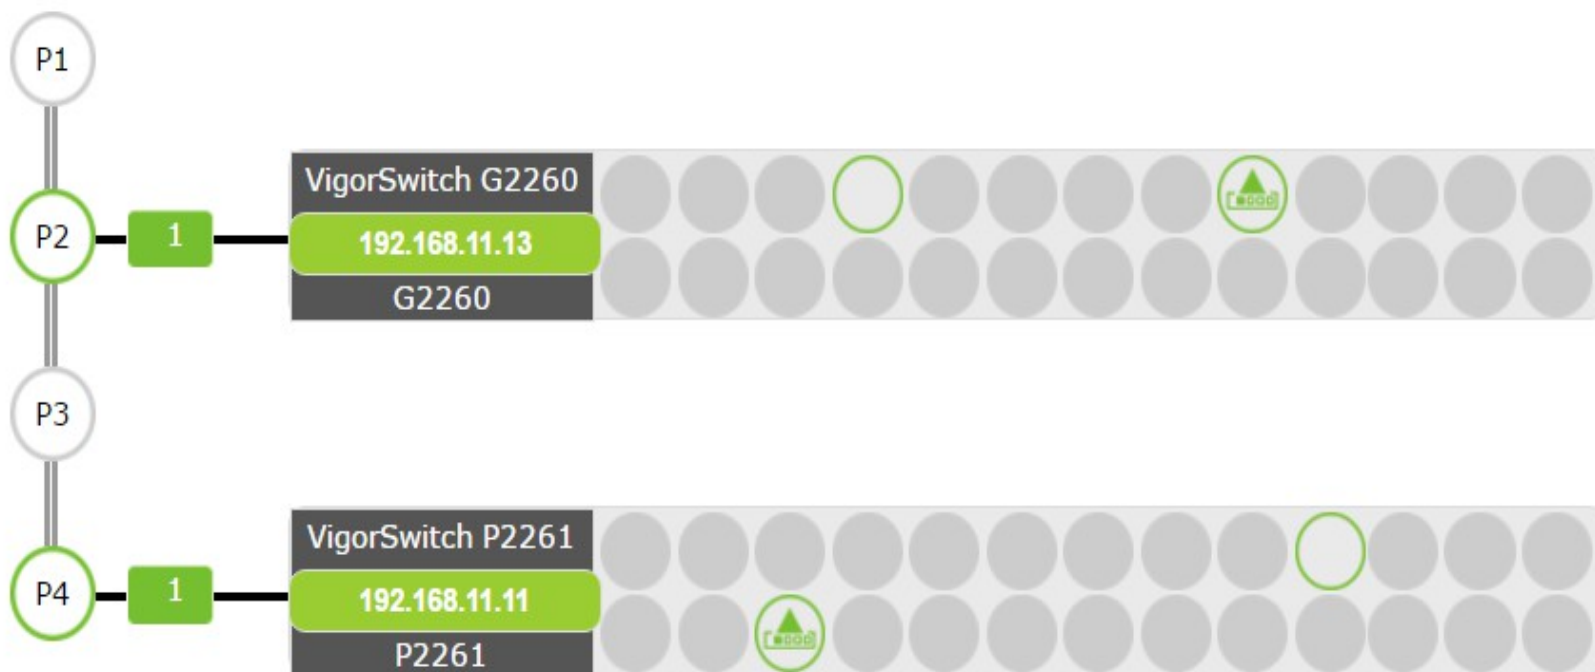 P1
VigorSwitch G2260
P2
1
192.168.11.13
G2260
P3
VigorSwitch P2261
P4
1
192.168.11.11
P2261